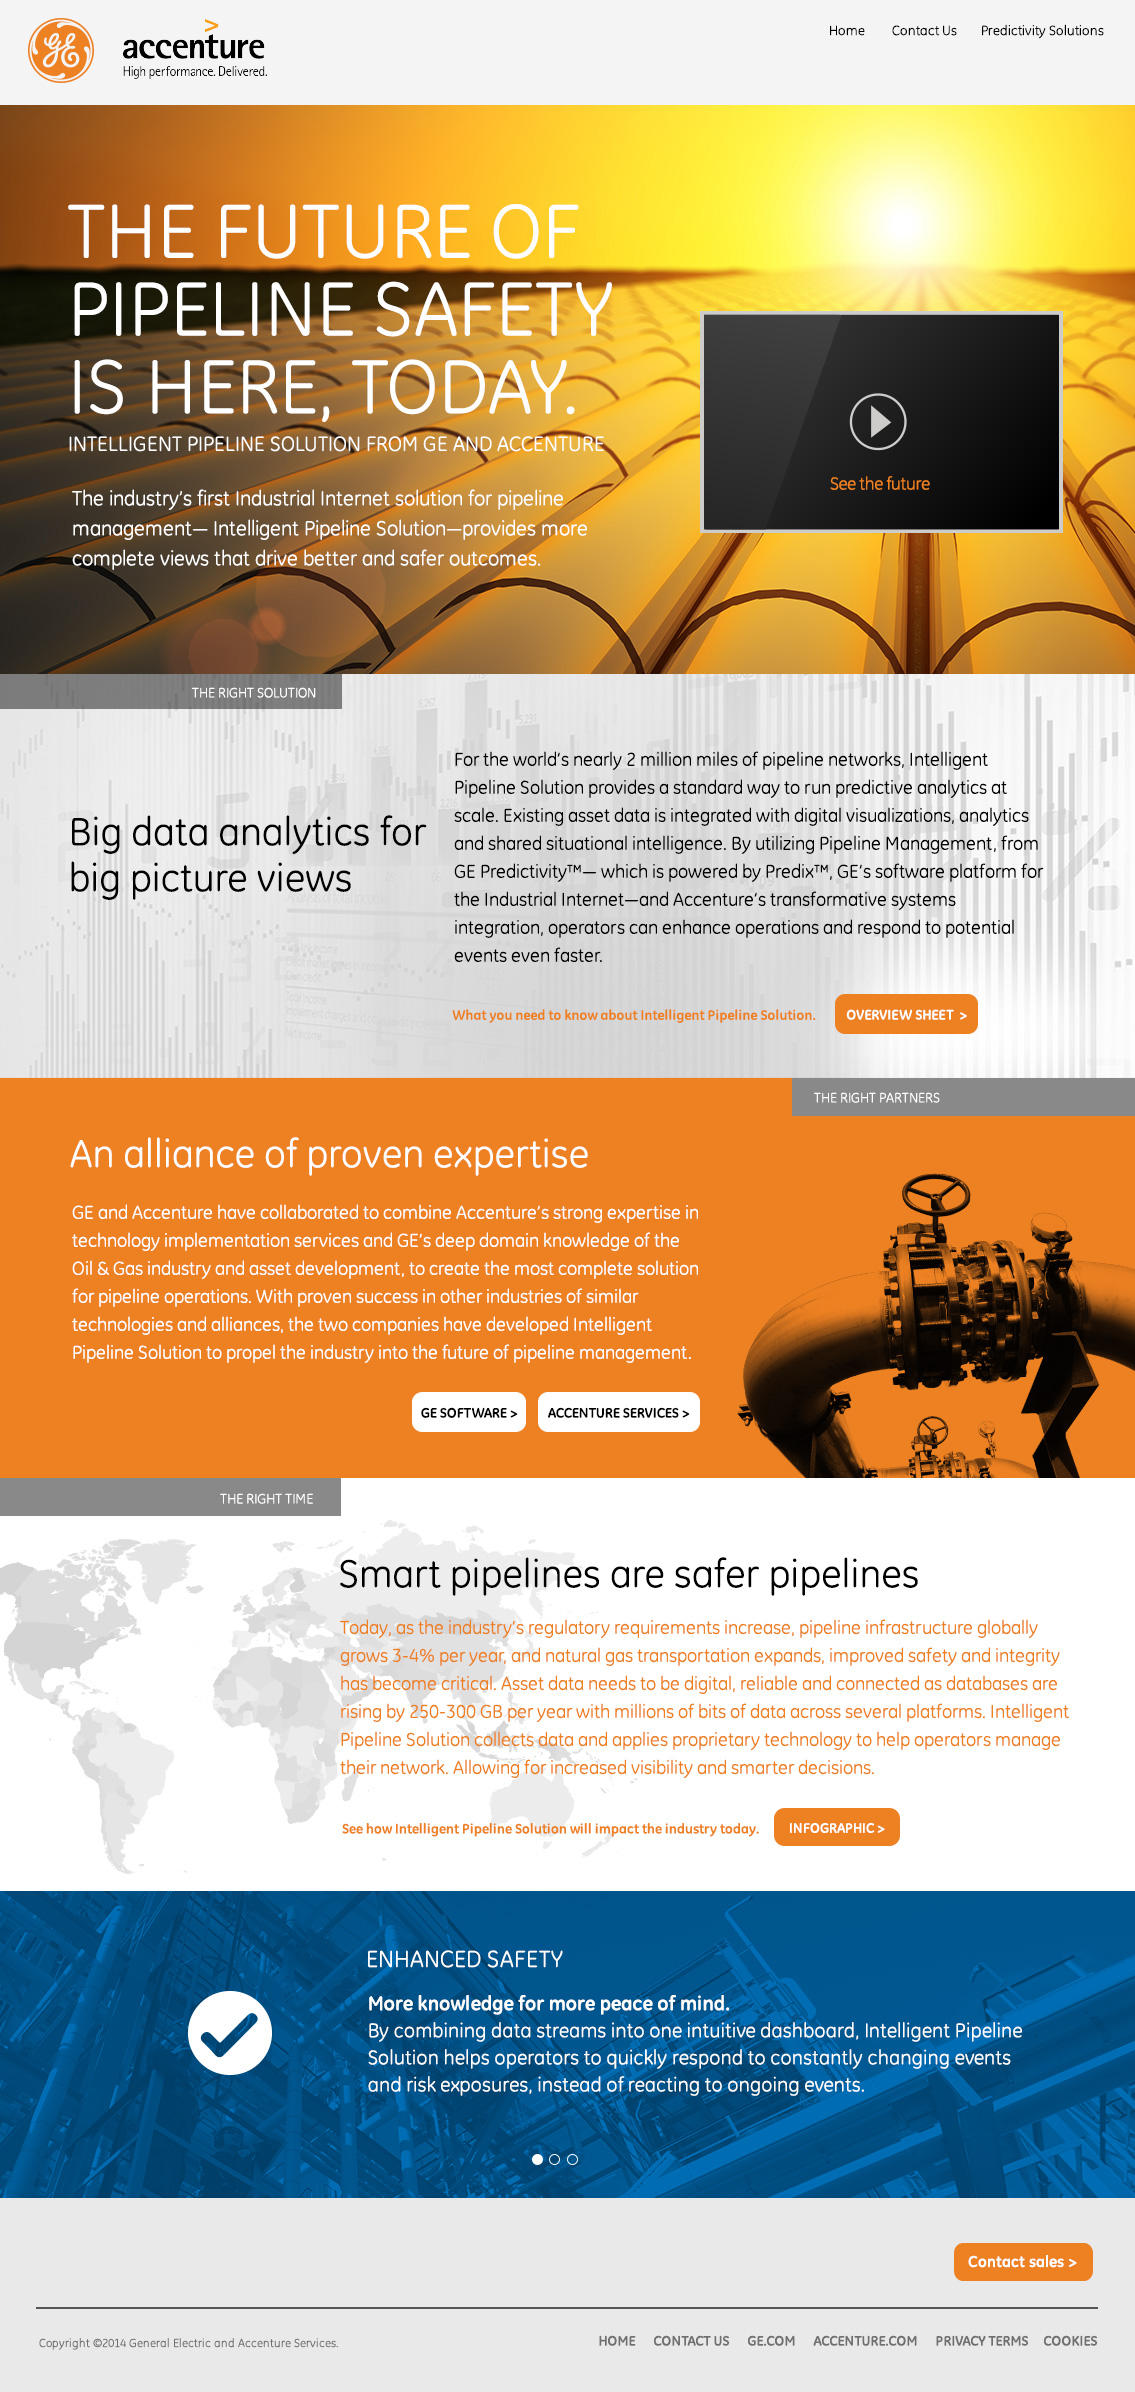 Home Contact Us Predictivity Solutions
accenture
High performance. Delivered.
THE FUTURE OF
PIPELINE SAFETY
IS HERE, TODAY.
INTELLIGENT PIPELINE SOLUTION FROM GE AND ACCENTURE
The industry's first Industrial Internet solution for pipeline
management— Intelligent Pipeline Solution—provides more
complete views that drive better and safer outcomes.
See the future
THE RIGHT SOLUTION
Big data analytics for
big picture views
For the world's nearly 2 million miles of pipeline networks, Intelligent
Pipeline Solution provides a standard way to run predictive analytics at
scale. Existing asset data is integrated with digital visualizations, analytics
and shared situational intelligence. By utilizing Pipeline Management, from
GE Predictivity™— which is powered by Predix™, GE's software platform for
the Industrial Internet—and Accenture's transformative systems
integration, operators can enhance operations and respond to potential
events even faster.
What you need to know about Intelligent Pipeline Solution.
OVERVIEW SHEET >
THE RIGHT PARTNERS
An alliance of proven expertise
GE and Accenture have collaborated to combine Accenture's strong expertise in
technology implementation services and GE's deep domain knowledge of the
Oil & Gas industry and asset development, to create the most complete solution
for pipeline operations. With proven success in other industries of similar
technologies and alliances, the two companies have developed Intelligent
Pipeline Solution to propel the industry into the future of pipeline management.
GE SOFTWARE > ACCENTURE SERVICES >
THE RIGHT TIME
Smart pipelines are safer pipelines
Today, as the industry's regulatory requirements increase, pipeline infrastructure globally
grows 3-4% per year, and natural gas transportation expands, improved safety and integrity
has become critical. Asset data needs to be digital, reliable and connected as databases are
rising by 250-300 GB per year with millions of bits of data across several platforms. Intelligent
Pipeline Solution collects data and applies proprietary technology to help operators manage
their network. Allowing for increased visibility and smarter decisions.
See how Intelligent Pipeline Solution will impact the industry today.
INFOGRAPHIC >
ENHANCED SAFETY
More knowledge for more peace of mind.
By combining data streams into one intuitive dashboard, Intelligent Pipeline
Solution helps operators to quickly respond to constantly changing events
and risk exposures, instead of reacting to ongoing events.
Contact sales >
Copyright ©2014 General Electric and Accenture Services.
HOME CONTACT US GE.COM ACCENTURE.COM PRIVACY TERMS COOKIES